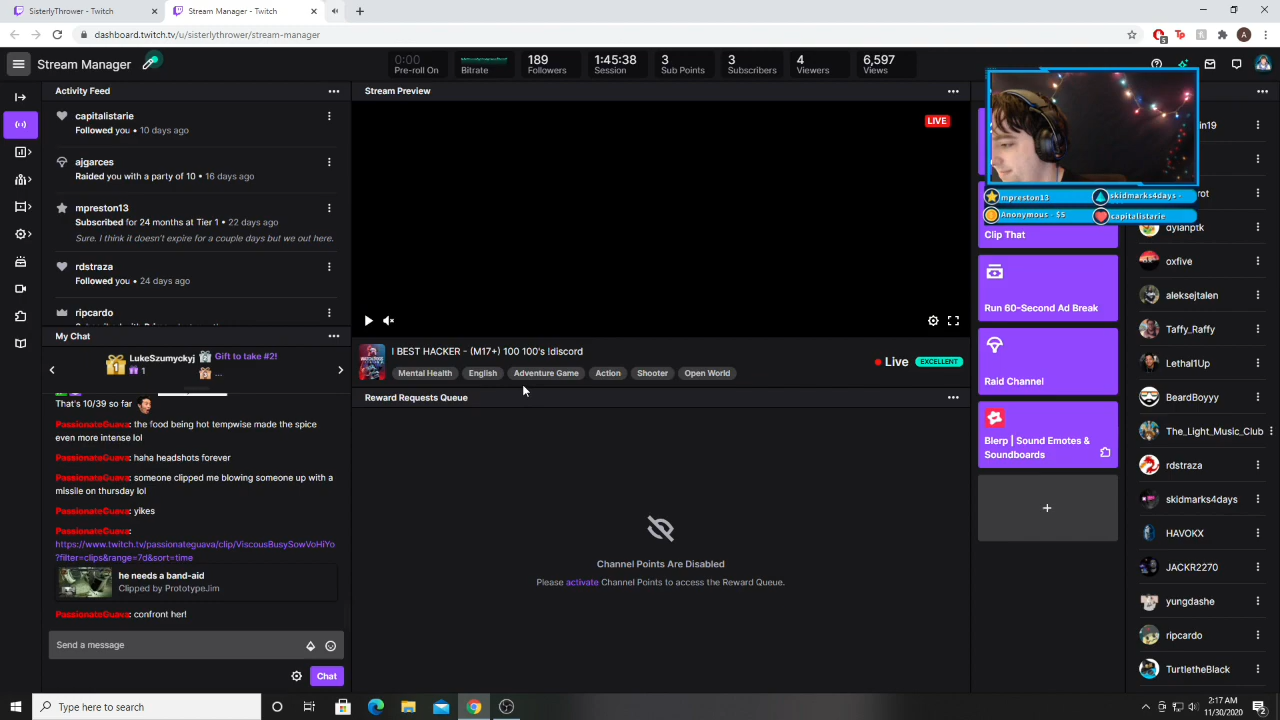 SisterlyThrower - Twitch
Stream Manager - Twitch
dashboard.twitch.tv/u/sisterlythrower/stream-manager
Stream Manager
0:00
Pre-roll On
Bitrate
189
Followers
1:45:38
Session
3
Sub Points
3
Subscribers
4
Viewers
6,597
Views
Activity Feed
capitalistarie
Followed you • 10 days ago
ajgarces
Raided you with a party of 10 • 16 days ago
mpreston13
Subscribed for 24 months at Tier 1 • 22 days ago
Sure. I think it doesn't expire for a couple days but we out here.
rdstraza
Followed you • 24 days ago
ripcardo
My Chat
LukeSzumyckyj
1
Gift to take #2!
...
That's 10/39 so far
PassionateGuava: the food being hot tempwise made the spice
even more intense lol
PassionateGuava: haha headshots forever
PassionateGuava: someone clipped me blowing someone up with a
missile on thursday lol
PassionateGuava: yikes
PassionateGuava:
https://www.twitch.tv/passionateguava/clip/ViscousBusySowVoHiYo
?filter=clips&range=7d&sort=time
he needs a band-aid
Clipped by PrototypeJim
PassionateGuava: confront her!
Send a message
Chat
Stream Preview
LIVE
I BEST HACKER - (M17+) 100 100's !discord
Mental Health
English
Adventure Game
Action
Shooter
Open World
Live
EXCELLENT
Reward Requests Queue
Channel Points Are Disabled
Please activate Channel Points to access the Reward Queue.
mpreston13
skidmarks4days -
Anonymous - $5
capitalistarie
Clip That
Run 60-Second Ad Break
Raid Channel
Blerp | Sound Emotes &
Soundboards
dylanptk
oxfive
aleksejtalen
Taffy_Raffy
Lethal1Up
BeardBoyyy
The_Light_Music_Club
rdstraza
skidmarks4days
HAVOKX
JACKR2270
yungdashe
ripcardo
TurtletheBlack
Type here to search
2:17 AM
11/30/2020